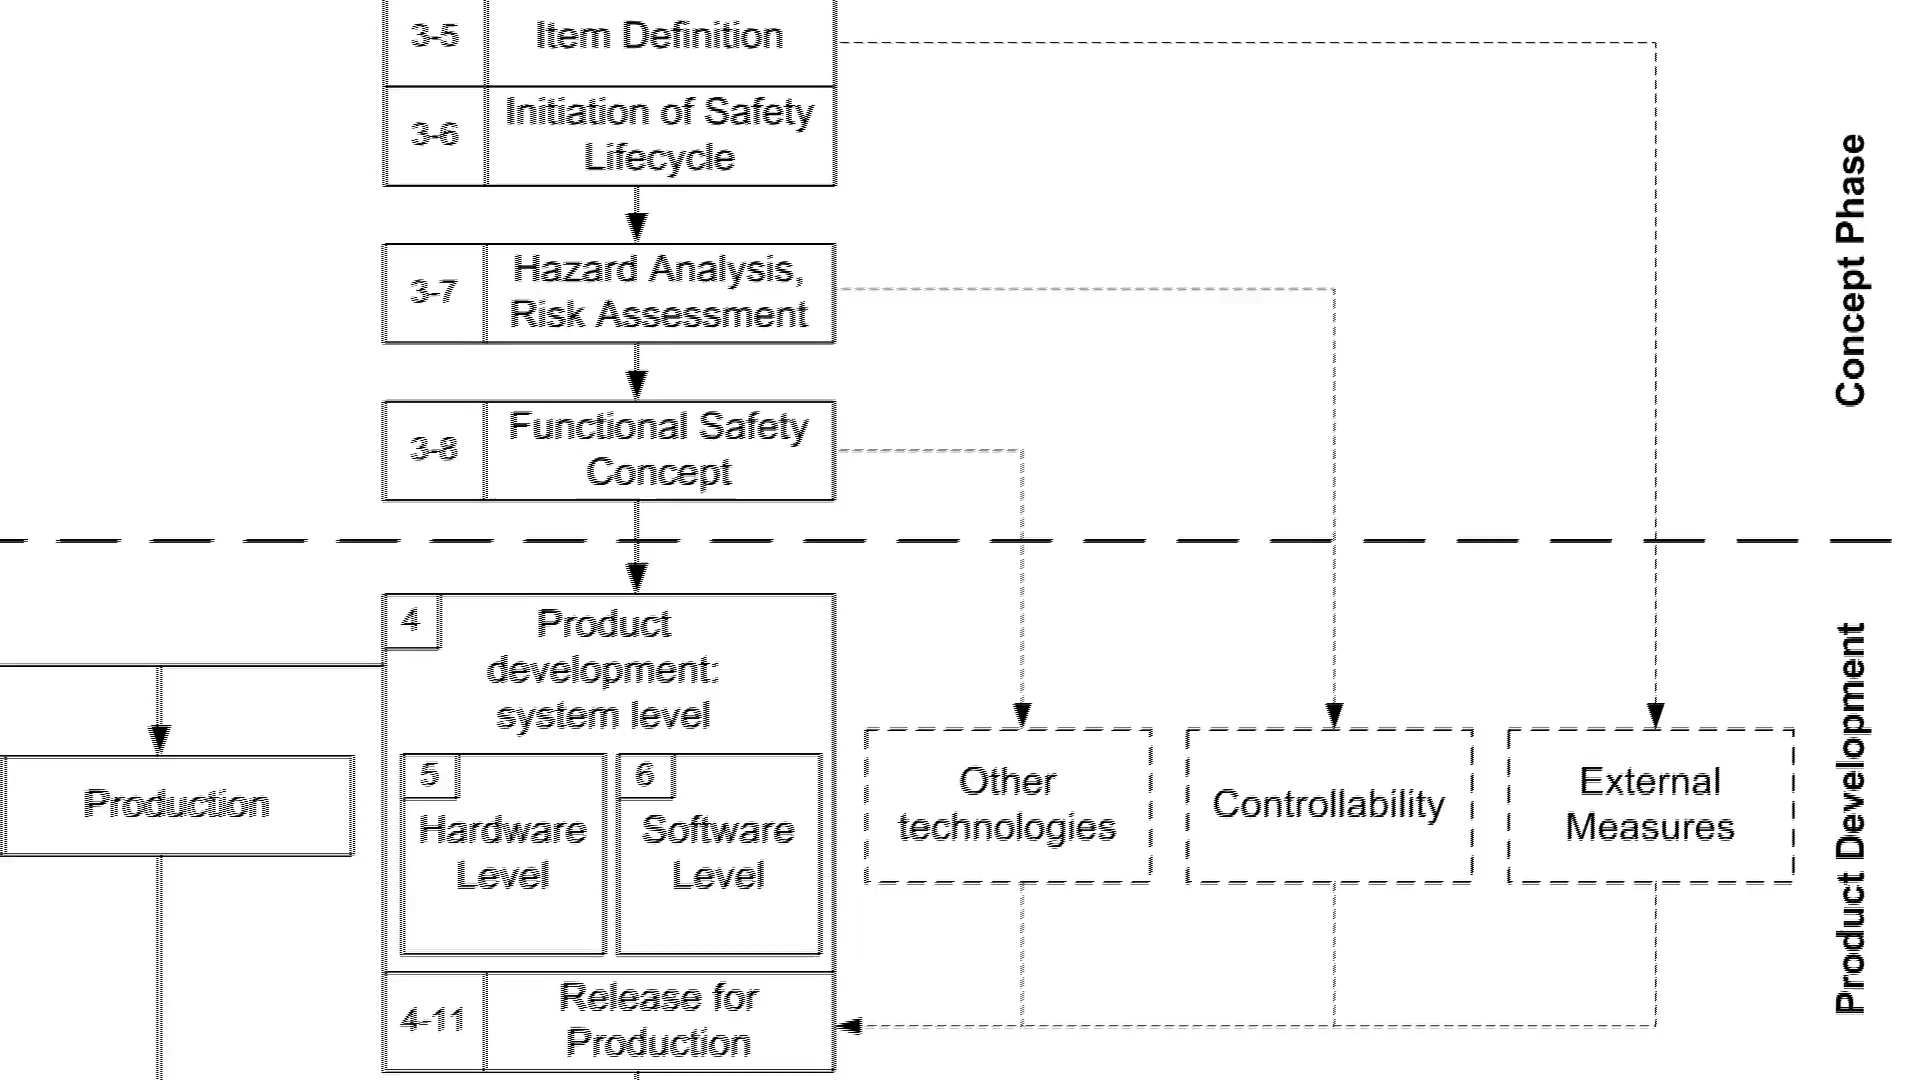 3-5
Item Definition
3-6
Initiation of Safety
Lifecycle
3-7
Hazard Analysis,
Risk Assessment
3-8
Functional Safety
Concept
Concept Phase
4
Product
development:
system level
5
Hardware
Level
6
Software
Level
Production
Other
technologies
Controllability
External
Measures
Product Development
4-11
Release for
Production